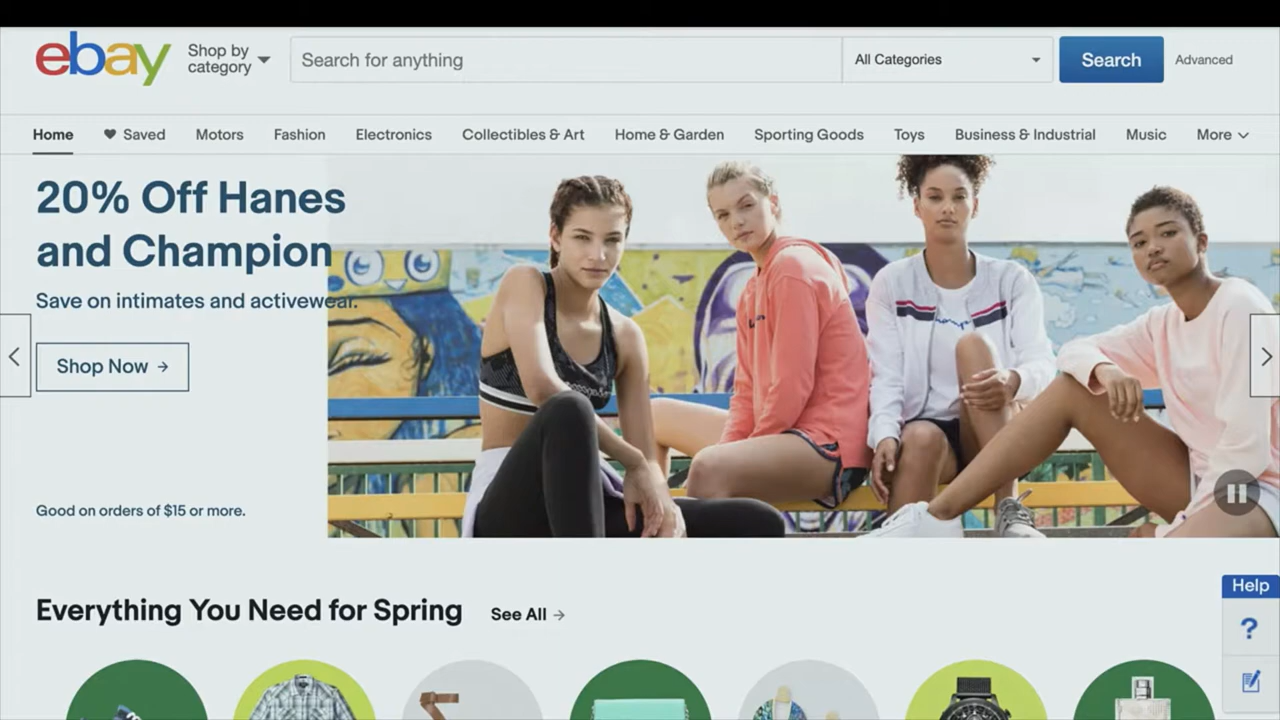 ebay
Shop by
category
Search for anything
All Categories
Search
Advanced
Home
Saved
Motors
Fashion
Electronics
Collectibles & Art
Home & Garden
Sporting Goods
Toys
Business & Industrial
Music
More
20% Off Hanes
and Champion
Save on intimates and activewear.
Shop Now →
Good on orders of $15 or more.
Help
?
Everything You Need for Spring
See All →